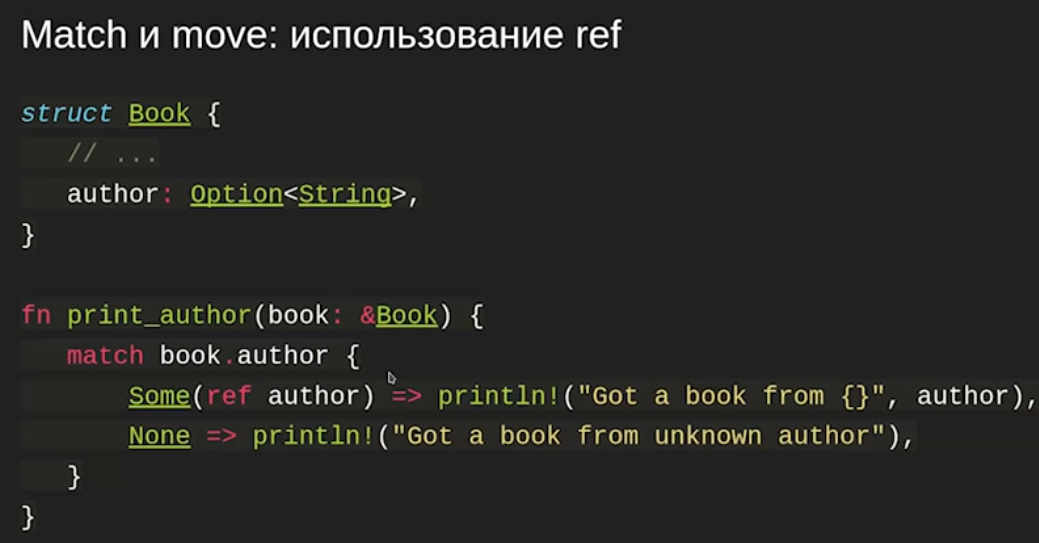 Match и move: использование ref
struct Book {
// ...
author: Option<String>,
}
fn print_author(book: &Book) {
match book.author {
Some(ref author) => println!("Got a book from {}", author),
None => println!("Got a book from unknown author"),
}
}